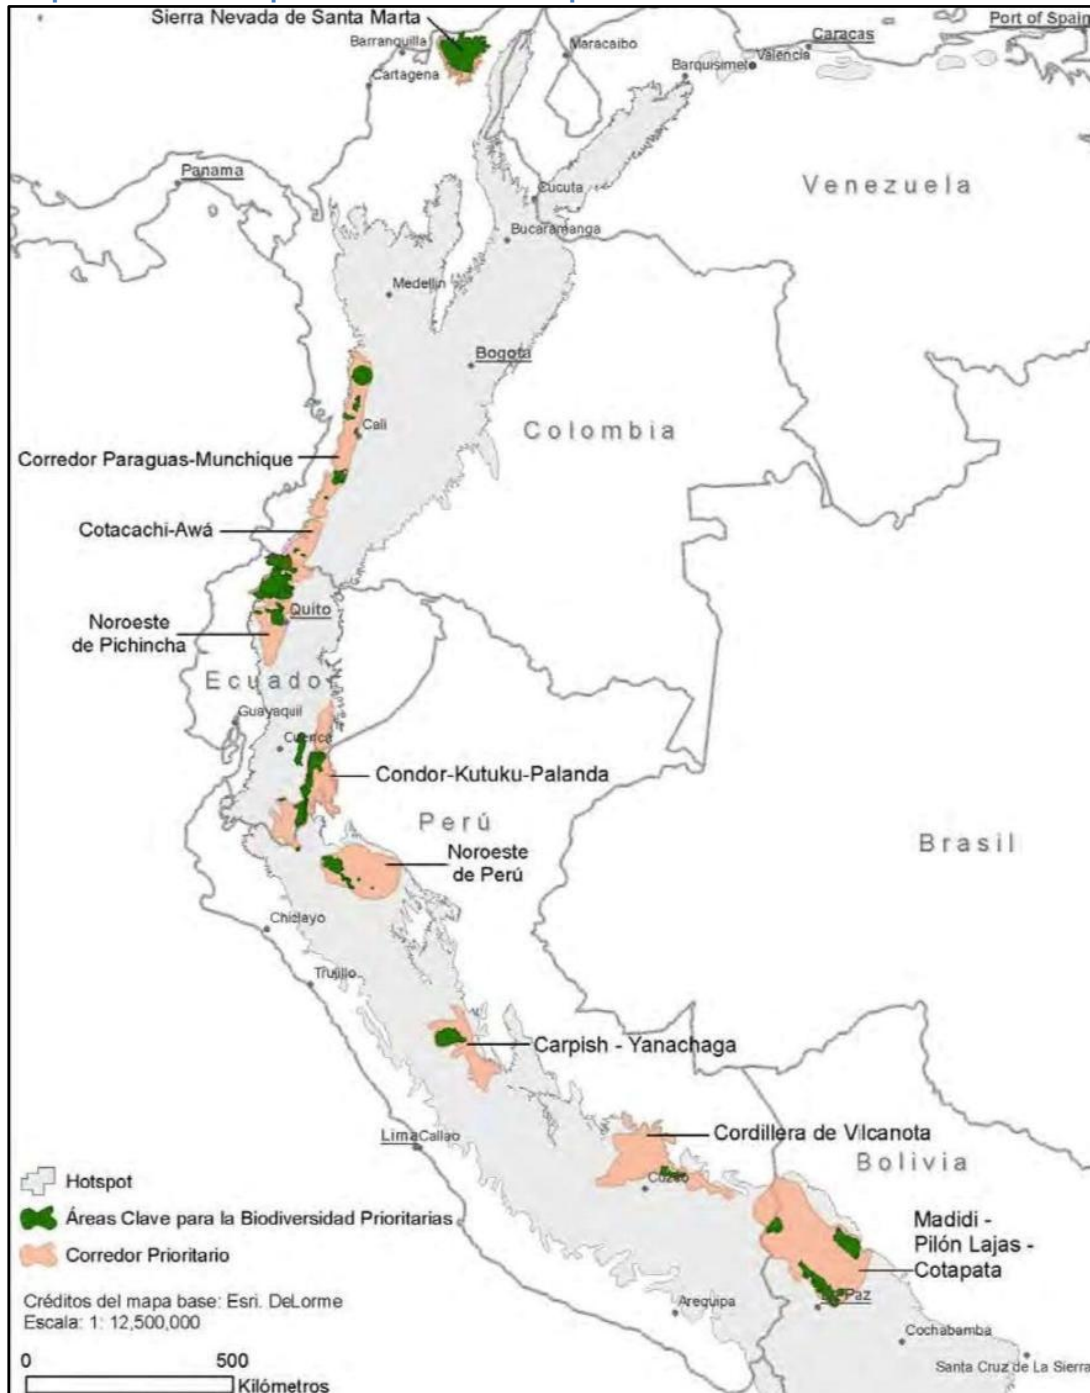 Sierra Nevada de Santa Marta
Port of Spain
Barranquilla
Maracaibo
Caracas
Valencia
Barquisimeto
Cartagena
Panama
Cucuta
Venezuela
Bucaramanga
Medellin
Bogota
Colombia
Cali
Corredor Paraguas-Munchique
Cotacachi-Awá
Quito
Noroeste
de Pichincha
Ecuador
Guayaquil
Cuenca
Condor-Kutuku-Palanda
Perú
Brasil
Noroeste
de Perú
Chiclayo
Trujillo
Carpish - Yanachaga
Lima Callao
Cordillera de Vilcanota
Bolivia
Cuzco
Madidi -
Pilón Lajas -
Cotapata
La Paz
Arequipa
Cochabamba
Santa Cruz de La Sierra
Hotspot
Áreas Clave para la Biodiversidad Prioritarias
Corredor Prioritario
Créditos del mapa base: Esri. DeLorme
Escala: 1: 12,500,000
0 500
Kilómetros